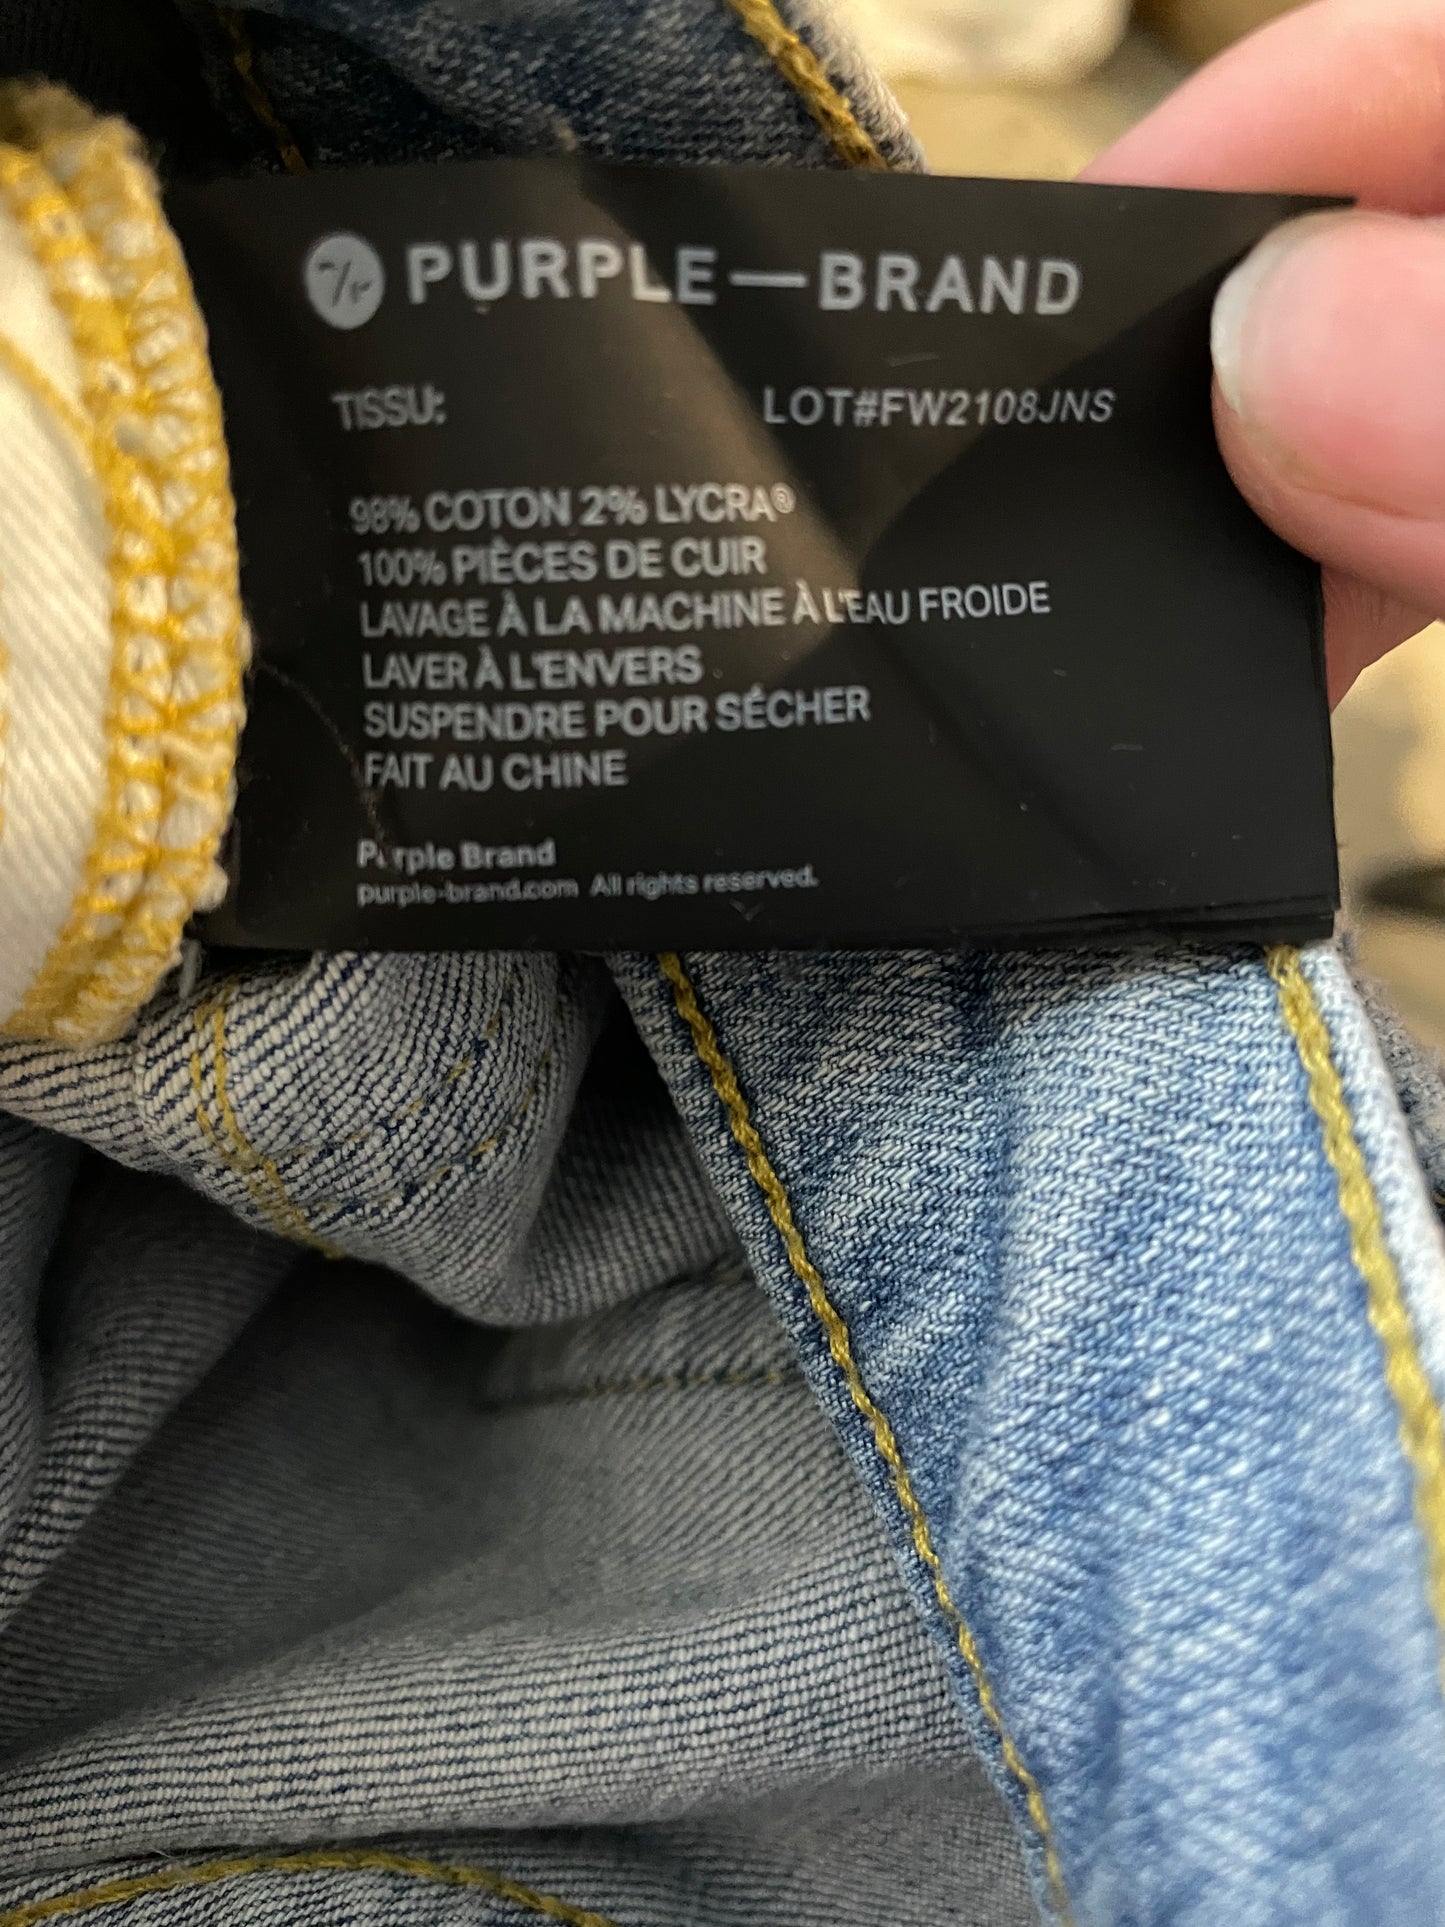 PURPLE—BRAND
TISSU: LOT#FW2108JNS
98% COTON 2% LYCRA®
100% PIÈCES DE CUIR
LAVAGE À LA MACHINE À L'EAU FROIDE
LAVER À L'ENVERS
SUSPENDRE POUR SÉCHER
FAIT AU CHINE
Purple Brand
purple-brand.com All rights reserved.